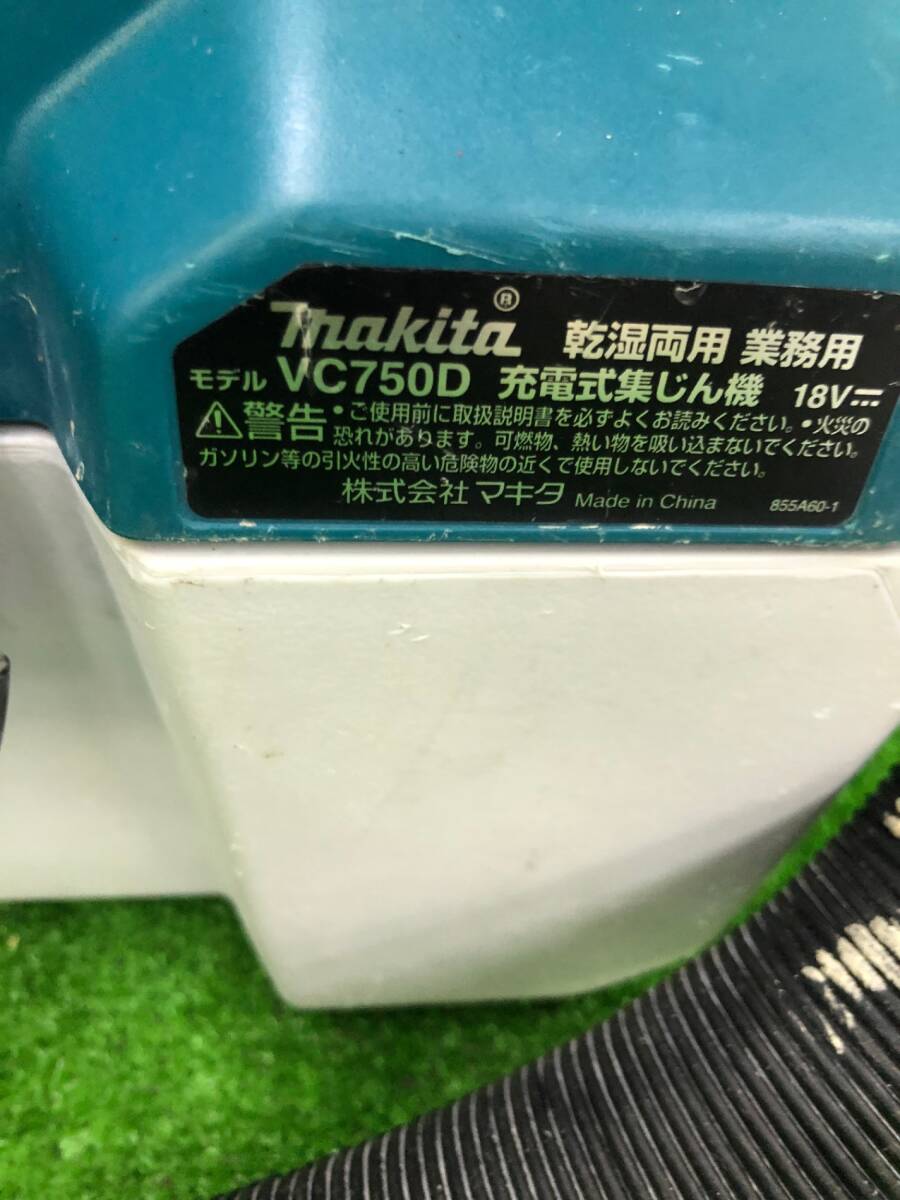 makita® 乾湿両用 業務用
モデル VC750D 充電式集じん機 18V⎓
⚠警告 •ご使用前に取扱説明書を必ずよくお読みください。•火災の
恐れがあります。可燃物、熱い物を吸い込まないでください。
ガソリン等の引火性の高い危険物の近くで使用しないでください。
株式会社 マキタ Made in China 855A60-1